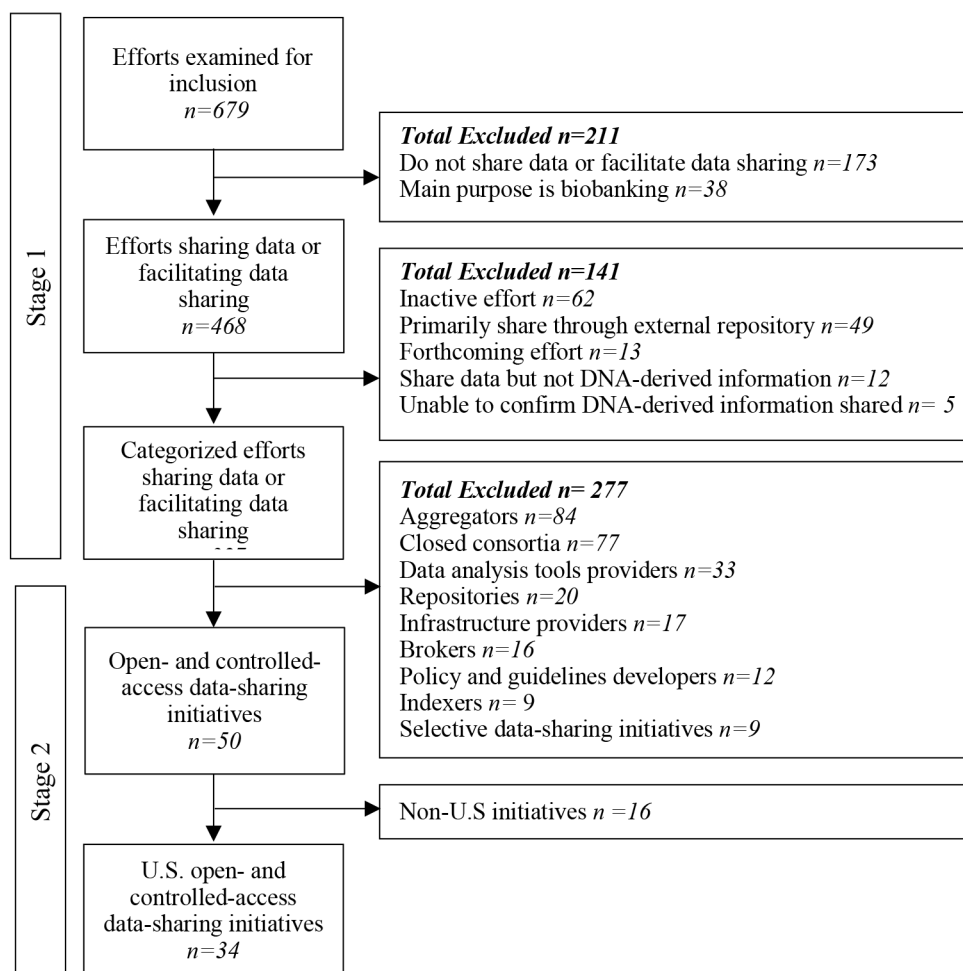 Stage 1
Efforts examined for
inclusion
n=679
Total Excluded n=211
Do not share data or facilitate data sharing n=173
Main purpose is biobanking n=38
Efforts sharing data or
facilitating data
sharing
n=468
Total Excluded n=141
Inactive effort n=62
Primarily share through external repository n=49
Forthcoming effort n=13
Share data but not DNA-derived information n=12
Unable to confirm DNA-derived information shared n= 5
Categorized efforts
sharing data or
facilitating data
sharing
Total Excluded n= 277
Aggregators n=84
Closed consortia n=77
Data analysis tools providers n=33
Repositories n=20
Infrastructure providers n=17
Brokers n=16
Policy and guidelines developers n=12
Indexers n= 9
Selective data-sharing initiatives n=9
Stage 2
Open- and controlled-
access data-sharing
initiatives
n=50
Non-U.S initiatives n =16
U.S. open- and
controlled-access
data-sharing initiatives
n=34